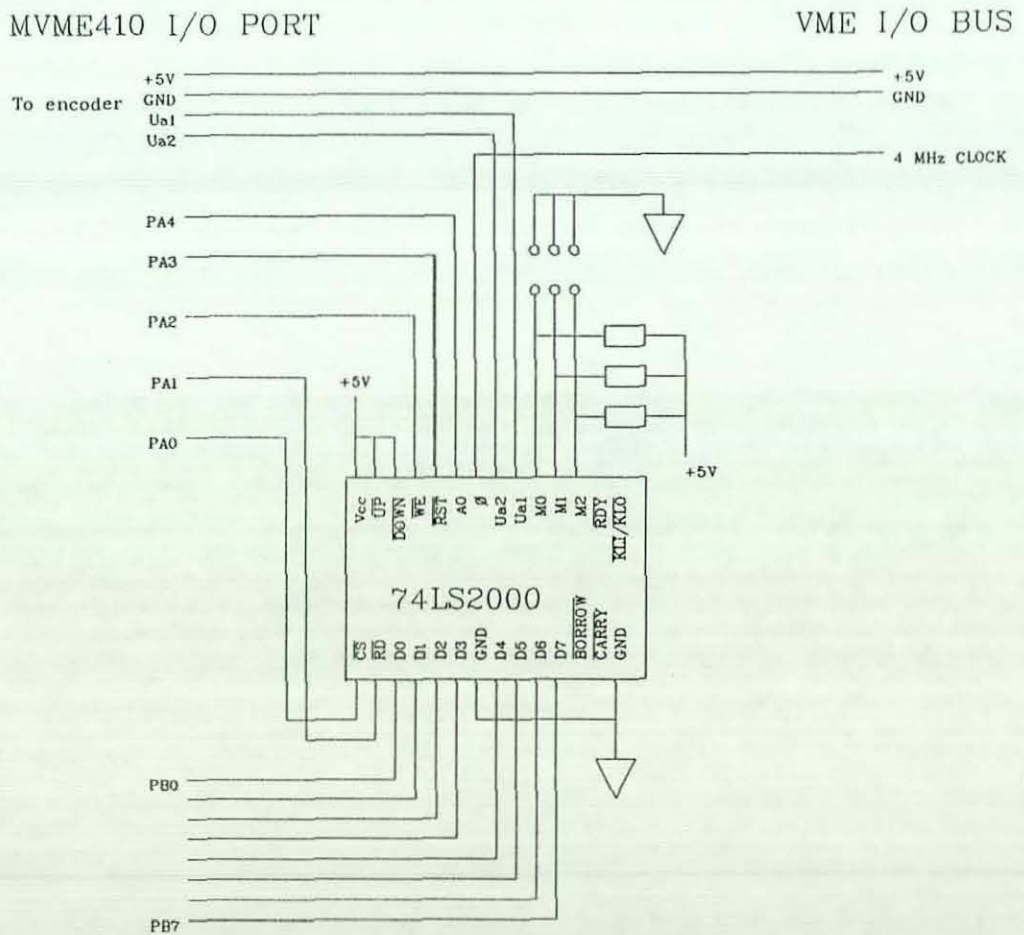 MVME410 I/O PORT
VME I/O BUS
+5V
+5V
To encoder
GND
GND
Ua1
Ua2
4 MHz CLOCK
PA4
PA3
PA2
PA1
+5V
PA0
+5V
Vcc
UP
DOWN
WE
RST
A0
ø
Ua2
Ua1
M0
M1
M2
RDY
KLI/KLO
74LS2000
CS
RD
D0
D1
D2
D3
GND
D4
D5
D6
D7
BORROW
CARRY
GND
PB0
PB7